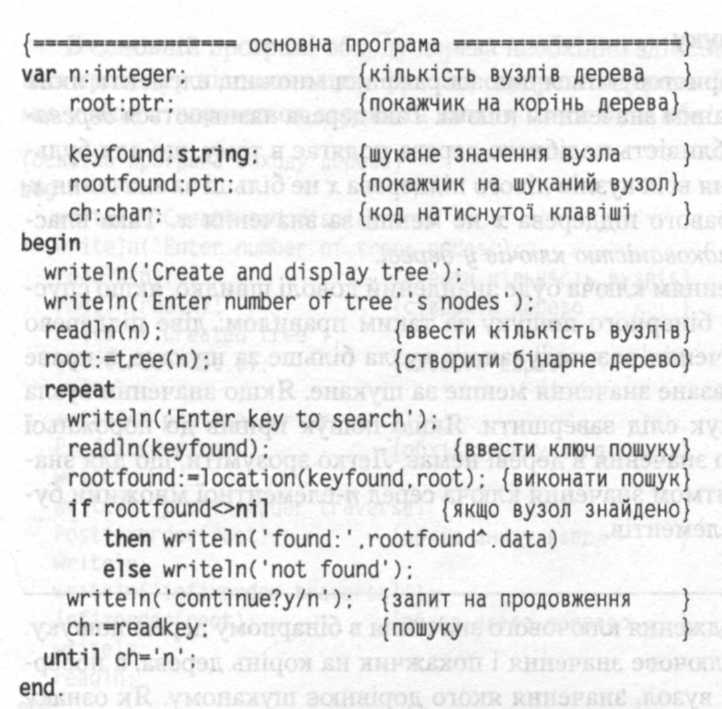 {================= основна програма ===================}
var n:integer;               {кількість вузлів дерева    }
    root:ptr;                {покажчик на корінь дерева}
    keyfound:string;         {шукане значення вузла      }
    rootfound:ptr;           {покажчик на шуканий вузол}
    ch:char;                 {код натиснутої клавіші     }
begin
  writeln('Create and display tree');
  writeln('Enter number of tree''s nodes');
  readln(n);                    {ввести кількість вузлів}
  root:=tree(n);                {створити бінарне дерево}
  repeat
    writeln('Enter key to search');
    readln(keyfound);                {ввести ключ пошуку}
    rootfound:=location(keyfound,root); {виконати пошук}
    if rootfound<>nil               {якщо вузол знайдено}
       then writeln('found:',rootfound^.data)
       else writeln('not found');
    writeln('continue?y/n');   {запит на продовження     }
    ch:=readkey;               {пошуку                   }
  until ch='n';
end.